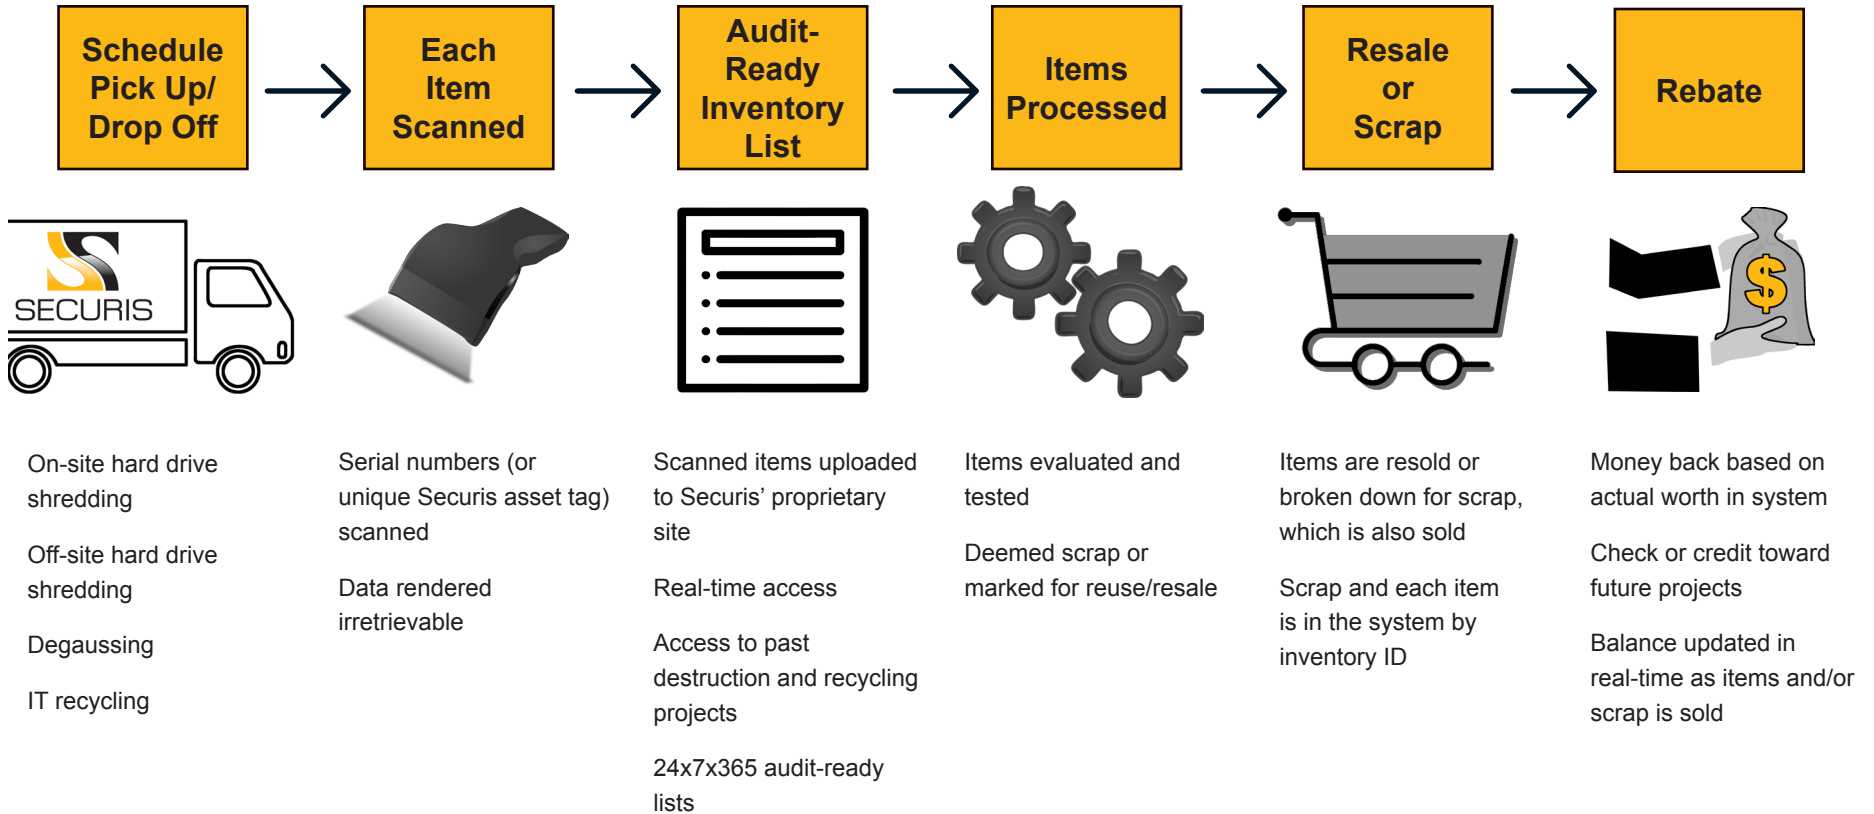 Schedule
Pick Up/
Drop Off
Each
Item
Scanned
Audit-
Ready
Inventory
List
Items
Processed
Resale
or
Scrap
Rebate
SECURIS
$
On-site hard drive
shredding
Off-site hard drive
shredding
Degaussing
IT recycling
Serial numbers (or
unique Securis asset tag)
scanned
Data rendered
irretrievable
Scanned items uploaded
to Securis’ proprietary
site
Real-time access
Access to past
destruction and recycling
projects
24x7x365 audit-ready
lists
Items evaluated and
tested
Deemed scrap or
marked for reuse/resale
Items are resold or
broken down for scrap,
which is also sold
Scrap and each item
is in the system by
inventory ID
Money back based on
actual worth in system
Check or credit toward
future projects
Balance updated in
real-time as items and/or
scrap is sold